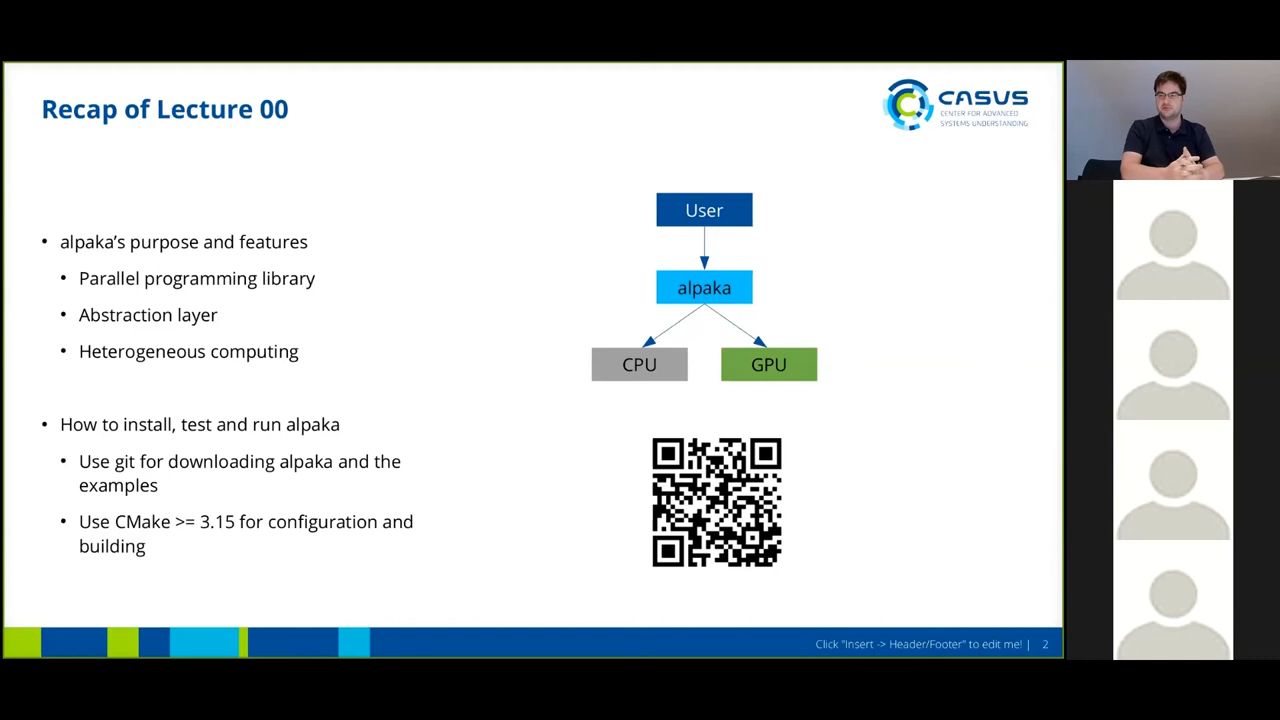 Recap of Lecture 00
CASUS
CENTER FOR ADVANCED
SYSTEMS UNDERSTANDING
• alpaka's purpose and features
• Parallel programming library
• Abstraction layer
• Heterogeneous computing
• How to install, test and run alpaka
• Use git for downloading alpaka and the
examples
• Use CMake >= 3.15 for configuration and
building
User
alpaka
CPU
GPU
Click "Insert -> Header/Footer" to edit me! | 2